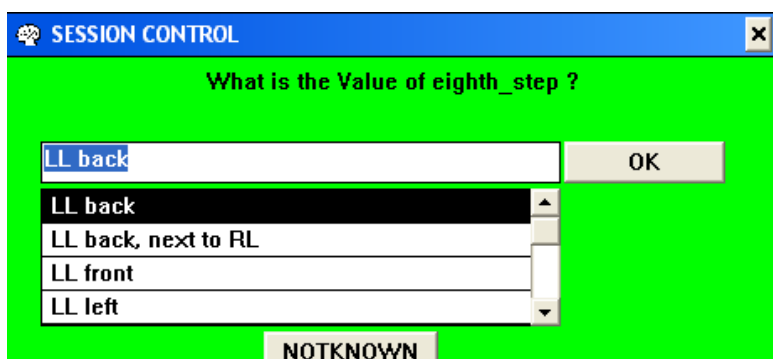 SESSION CONTROL
What is the Value of eighth_step ?
LL back
OK
LL back
LL back, next to RL
LL front
LL left
NOTKNOWN